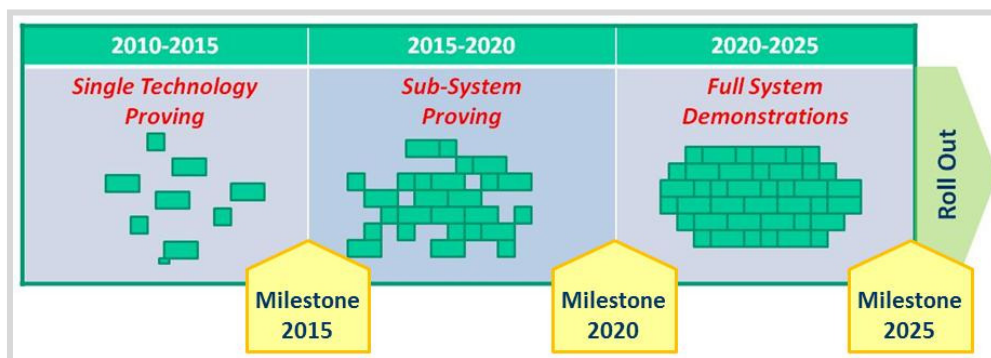 2010-2015
2015-2020
2020-2025
Single Technology
Proving
Sub-System
Proving
Full System
Demonstrations
Roll Out
Milestone
2015
Milestone
2020
Milestone
2025